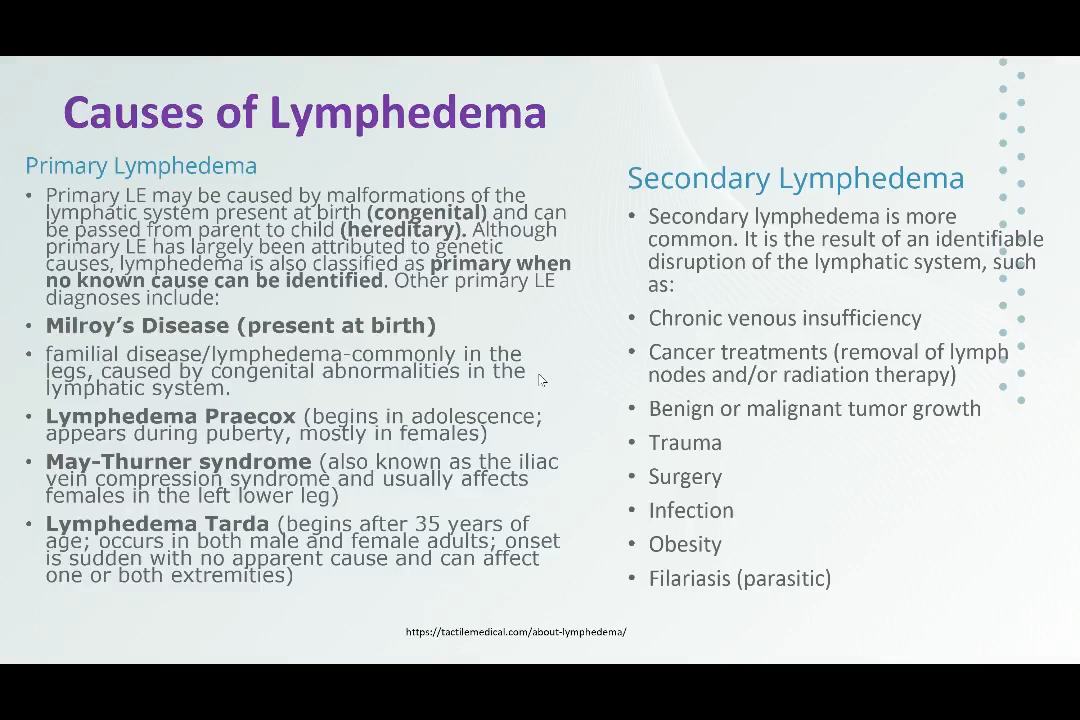 Causes of Lymphedema
Primary Lymphedema
• Primary LE may be caused by malformations of the
lymphatic system present at birth (congenital) and can
be passed from parent to child (hereditary). Although
primary LE has largely been attributed to genetic
causes, lymphedema is also classified as primary when
no known cause can be identified. Other primary LE
diagnoses include:
• Milroy’s Disease (present at birth)
• familial disease/lymphedema-commonly in the
legs, caused by congenital abnormalities in the
lymphatic system.
• Lymphedema Praecox (begins in adolescence;
appears during puberty, mostly in females)
• May-Thurner syndrome (also known as the iliac
vein compression syndrome and usually affects
females in the left lower leg)
• Lymphedema Tarda (begins after 35 years of
age; occurs in both male and female adults; onset
is sudden with no apparent cause and can affect
one or both extremities)
Secondary Lymphedema
• Secondary lymphedema is more
common. It is the result of an identifiable
disruption of the lymphatic system, such
as:
• Chronic venous insufficiency
• Cancer treatments (removal of lymph
nodes and/or radiation therapy)
• Benign or malignant tumor growth
• Trauma
• Surgery
• Infection
• Obesity
• Filariasis (parasitic)
https://tactilemedical.com/about-lymphedema/